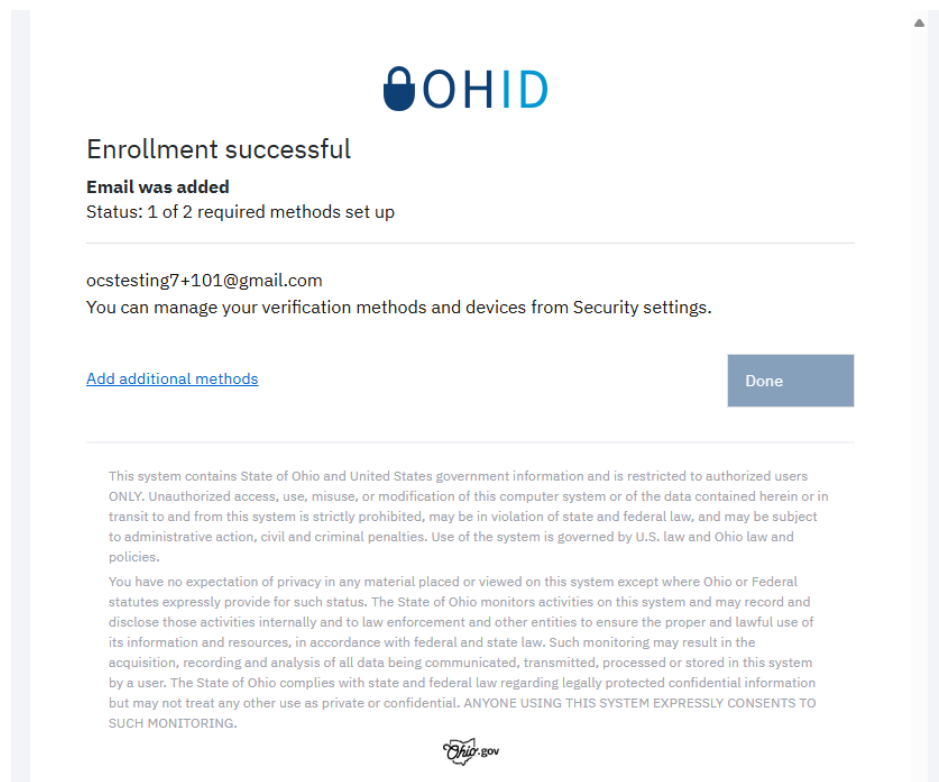 OHID
Enrollment successful
Email was added
Status: 1 of 2 required methods set up
ocstesting7+101@gmail.com
You can manage your verification methods and devices from Security settings.
Add additional methods
Done
This system contains State of Ohio and United States government information and is restricted to authorized users
ONLY. Unauthorized access, use, misuse, or modification of this computer system or of the data contained herein or in
transit to and from this system is strictly prohibited, may be in violation of state and federal law, and may be subject
to administrative action, civil and criminal penalties. Use of the system is governed by U.S. law and Ohio law and
policies.
You have no expectation of privacy in any material placed or viewed on this system except where Ohio or Federal
statutes expressly provide for such status. The State of Ohio monitors activities on this system and may record and
disclose those activities internally and to law enforcement and other entities to ensure the proper and lawful use of
its information and resources, in accordance with federal and state law. Such monitoring may result in the
acquisition, recording and analysis of all data being communicated, transmitted, processed or stored in this system
by a user. The State of Ohio complies with state and federal law regarding legally protected confidential information
but may not treat any other use as private or confidential. ANYONE USING THIS SYSTEM EXPRESSLY CONSENTS TO
SUCH MONITORING.
Ohio.gov